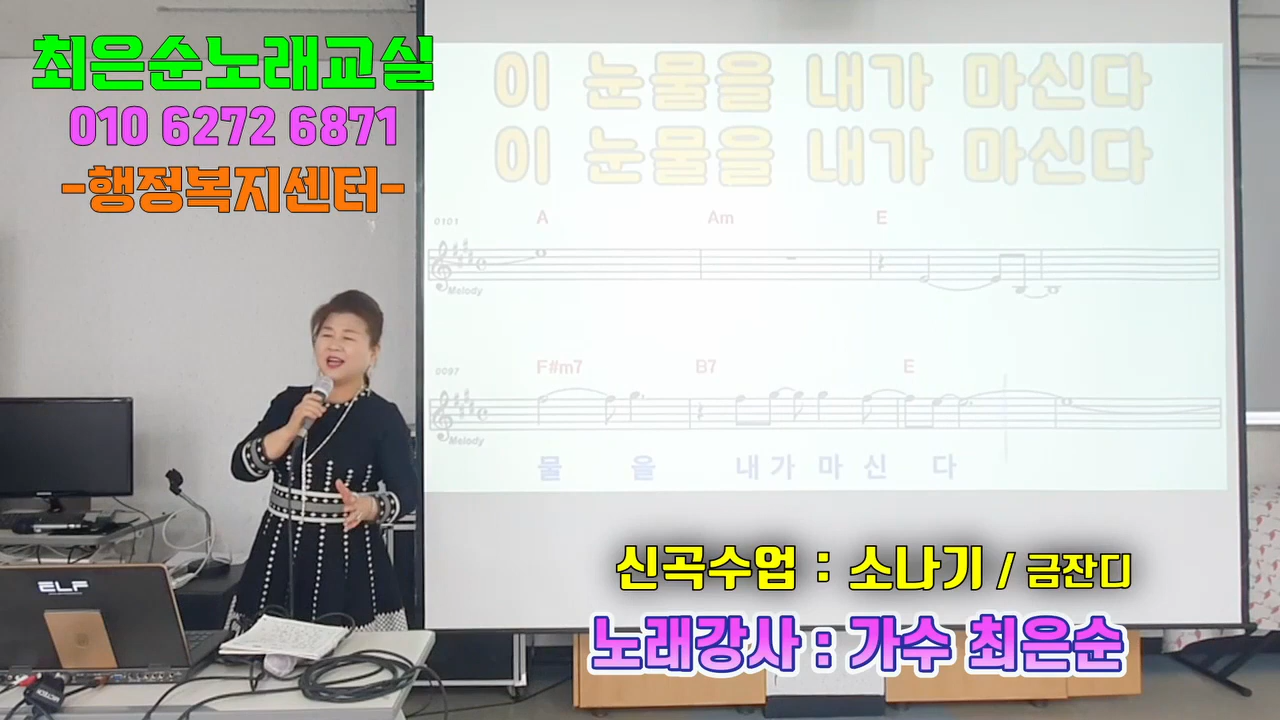 최은순노래교실
010 6272 6871
-행정복지센터-
이 눈물을 내가 마신다
이 눈물을 내가 마신다
0101 A Am E
Melody
0097 F#m7 B7 E
Melody
물 을 내 가 마 신 다
신곡수업 : 소나기 / 금잔디
노래강사 : 가수 최은순
ELF